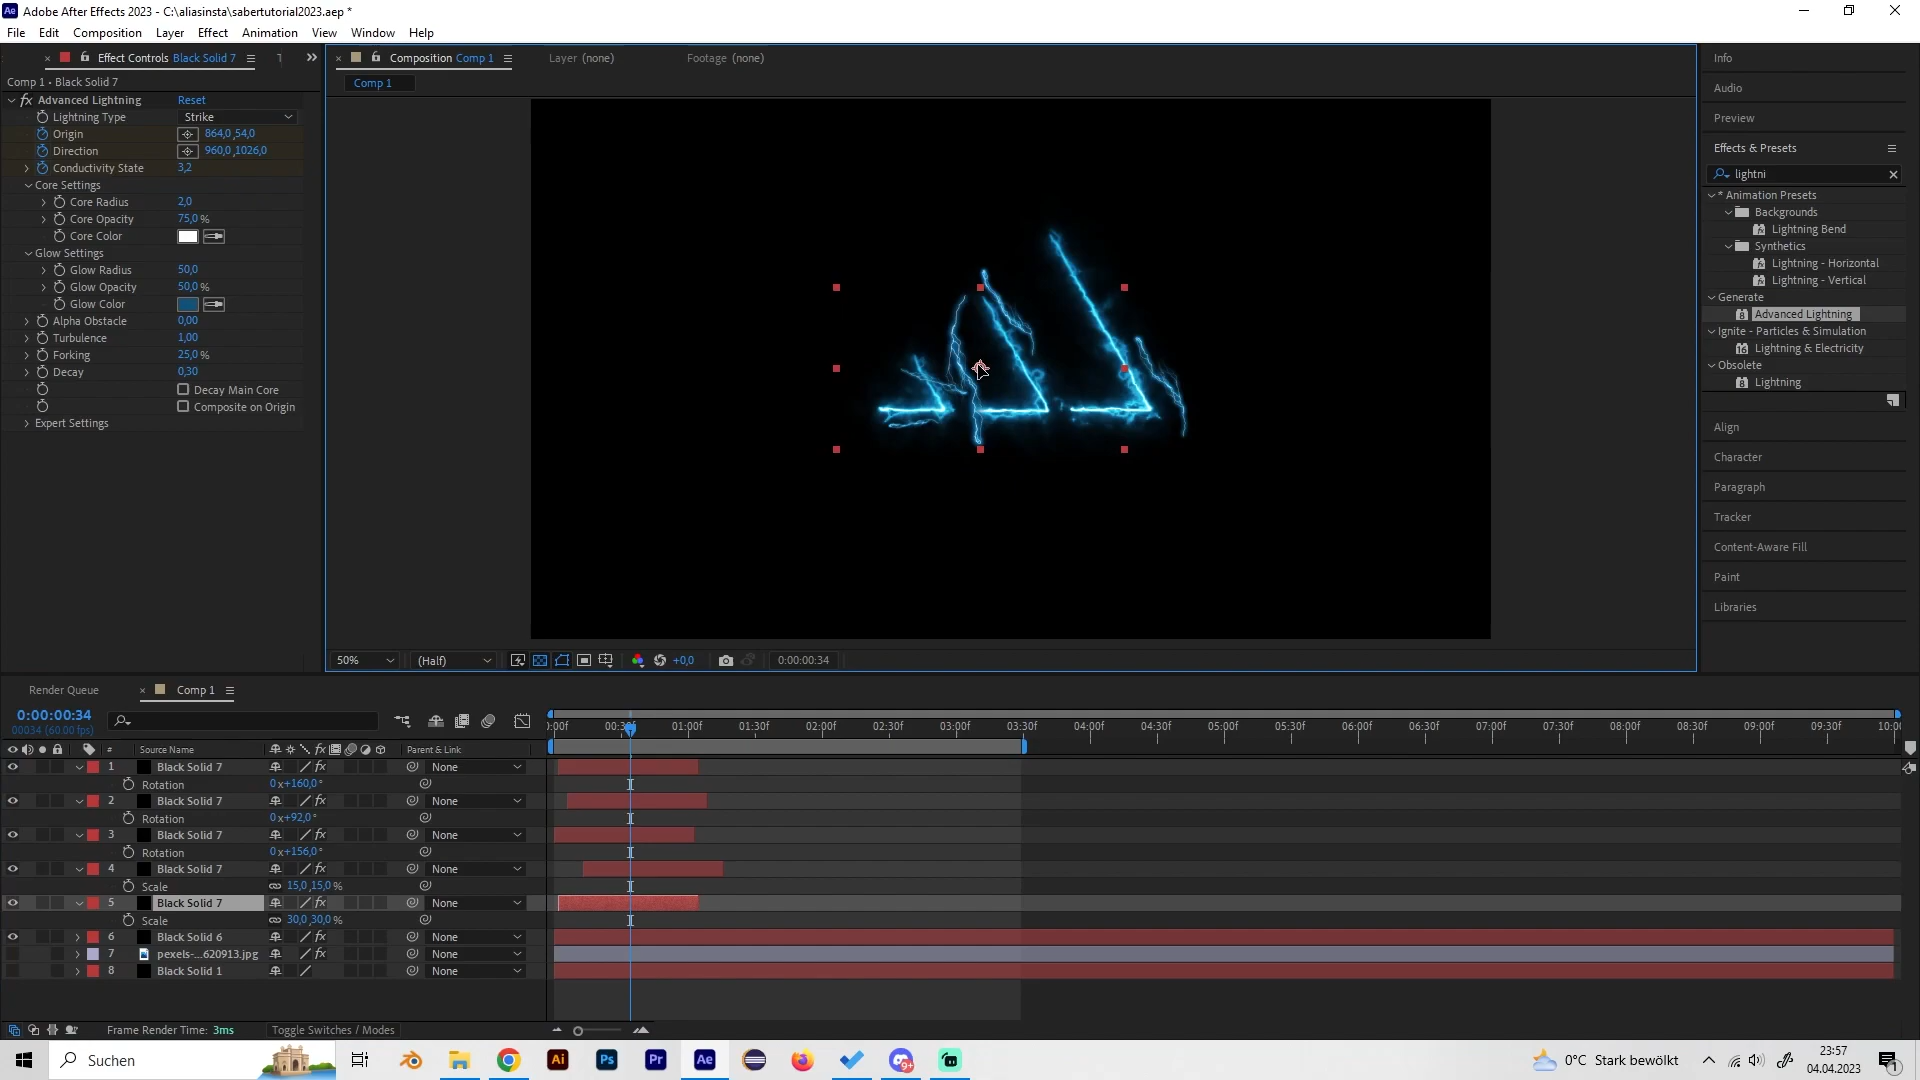 Adobe After Effects 2023 - C:\aliasinsta\sabertutorial2023.aep *
File Edit Composition Layer Effect Animation View Window Help
Effect Controls Black Solid 7
Comp 1 • Black Solid 7
fx Advanced Lightning Reset
Lightning Type Strike
Origin 864,0 ,54,0
Direction 960,0 ,1026,0
Conductivity State 3,2
Core Settings
Core Radius 2,0
Core Opacity 75,0 %
Core Color
Glow Settings
Glow Radius 50,0
Glow Opacity 50,0 %
Glow Color
Alpha Obstacle 0,00
Turbulence 1,00
Forking 25,0 %
Decay 0,30
Decay Main Core
Composite on Origin
Expert Settings
Composition Comp 1
Layer (none)
Footage (none)
Comp 1
50% (Half) +0,0 0:00:00:34
Info
Audio
Preview
Effects & Presets
lightni
* Animation Presets
Backgrounds
Lightning Bend
Synthetics
Lightning - Horizontal
Lightning - Vertical
Generate
Advanced Lightning
Ignite - Particles & Simulation
Lightning & Electricity
Obsolete
Lightning
Align
Character
Paragraph
Tracker
Content-Aware Fill
Paint
Libraries
Render Queue Comp 1
0:00:00:34
00034 (60.00 fps)
:00f 00:30f 01:00f 01:30f 02:00f 02:30f 03:00f 03:30f 04:00f 04:30f 05:00f 05:30f 06:00f 06:30f 07:00f 07:30f 08:00f 08:30f 09:00f 09:30f 10:00
# Source Name fx Parent & Link
1 Black Solid 7 fx None
Rotation 0x+160,0°
2 Black Solid 7 fx None
Rotation 0x+92,0°
3 Black Solid 7 fx None
Rotation 0x+156,0°
4 Black Solid 7 fx None
Scale 15,0 ,15,0 %
5 Black Solid 7 fx None
Scale 30,0 ,30,0 %
6 Black Solid 6 fx None
7 pexels-...620913.jpg fx None
8 Black Solid 1 None
Frame Render Time: 3ms Toggle Switches / Modes
Suchen
Ai Ps Pr Ae 9+
0°C Stark bewölkt
23:57
04.04.2023
1